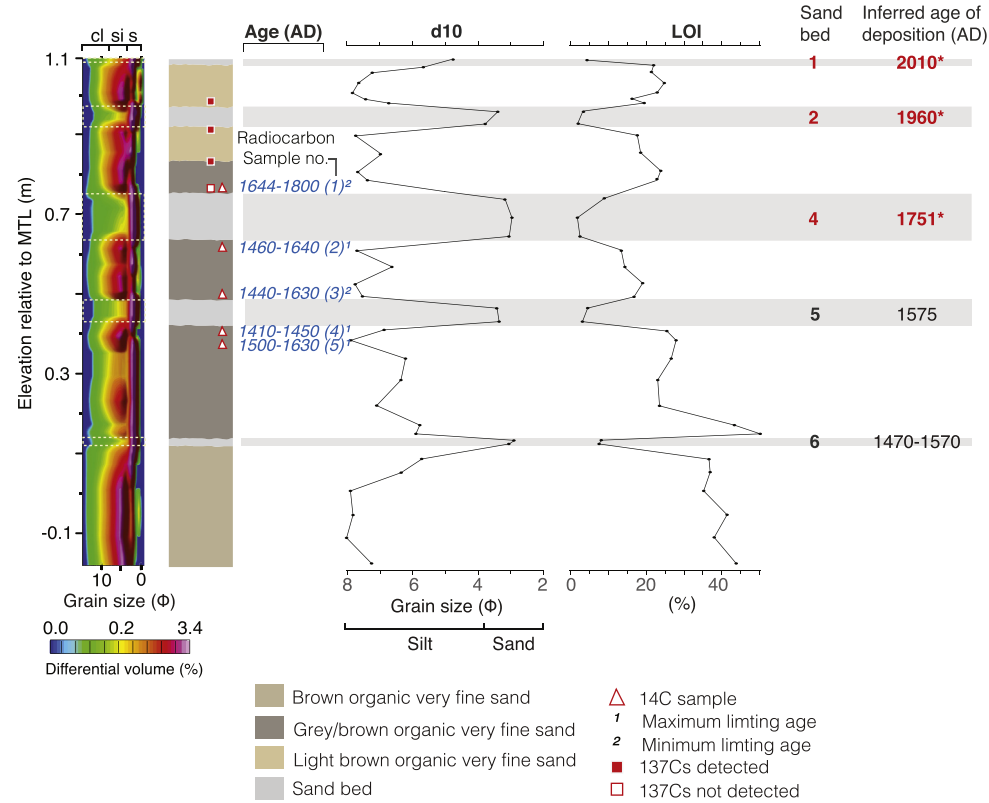 Sand Inferred age of
bed deposition (AD)
cl si s Age (AD) d10 LOI
1.1
1 2010*
2 1960*
Radiocarbon
Sample no.
1644-1800 (1)²
0.7
4 1751*
1460-1640 (2)¹
1440-1630 (3)²
5 1575
1410-1450 (4)¹
1500-1630 (5)¹
0.3
6 1470-1570
-0.1
Elevation relative to MTL (m)
10 0 8 6 4 2 0 20 40
Grain size (Φ) Grain size (Φ) (%)
0.0 0.2 3.4
Silt Sand
Differential volume (%)
Brown organic very fine sand
Grey/brown organic very fine sand
Light brown organic very fine sand
Sand bed
14C sample
1 Maximum limting age
2 Minimum limting age
137Cs detected
137Cs not detected